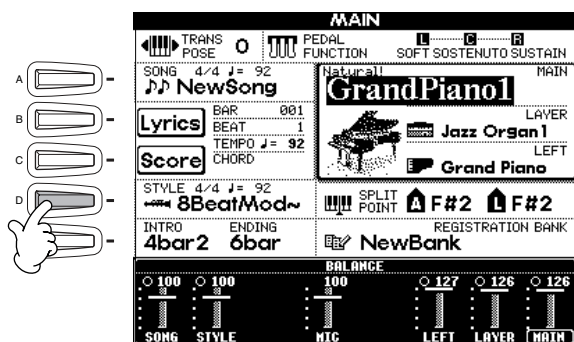 MAIN
TRANS
POSE 0
PEDAL
FUNCTION
L C R
SOFT SOSTENUTO SUSTAIN
A
B
C
D
SONG 4/4 ♩= 92
NewSong
Lyrics
BAR 001
BEAT 1
TEMPO ♩= 92
Score
CHORD
STYLE 4/4 ♩= 92
8BeatMod~
INTRO ENDING
4bar2 6bar
Natural! MAIN
GrandPiano1
LAYER
Jazz Organ1
LEFT
Grand Piano
SPLIT
POINT A F#2 L F#2
REGISTRATION BANK
NewBank
BALANCE
100 100 100 127 126 126
SONG STYLE MIC LEFT LAYER MAIN